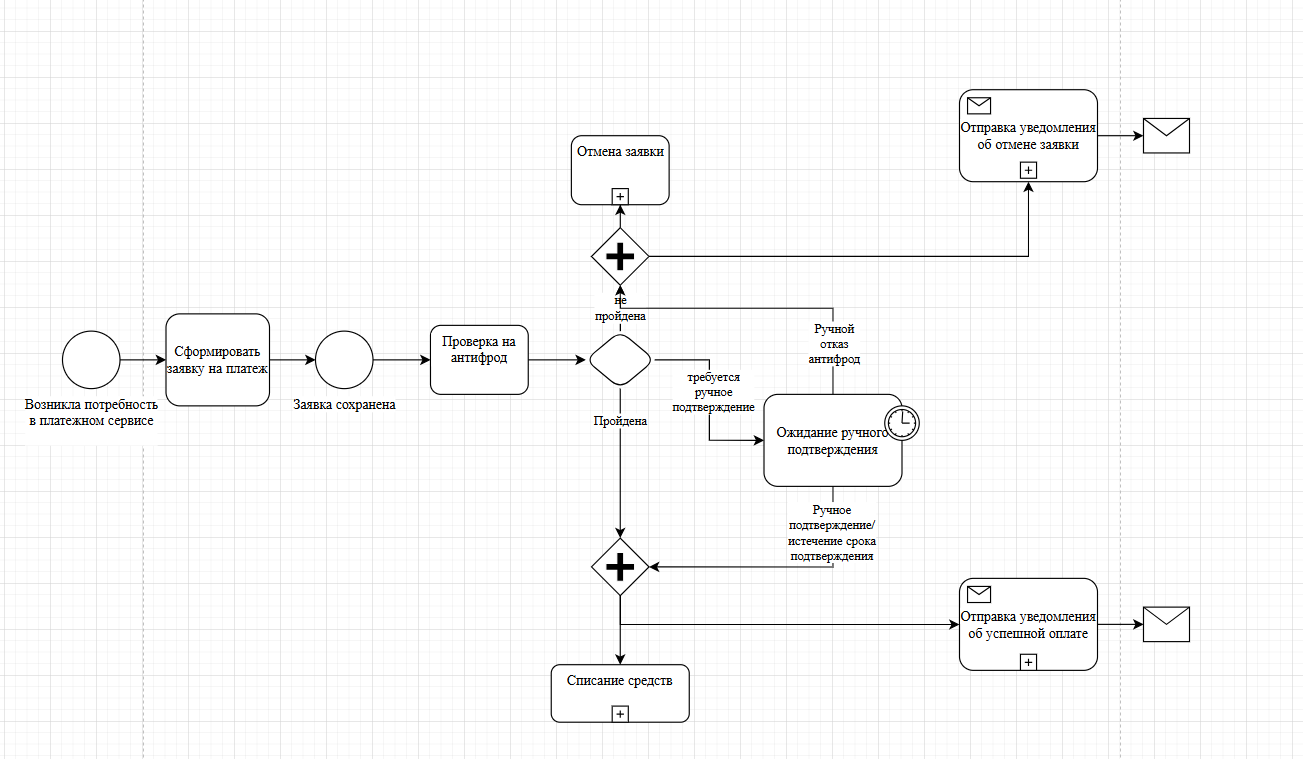 Отправка уведомления
об отмене заявки
Отмена заявки
не
пройдена
Ручной
отказ
антифрод
Сформировать
заявку на платеж
Проверка на
антифрод
требуется
ручное
подтверждение
Возникла потребность
в платежном сервисе
Заявка сохранена
Пройдена
Ожидание ручного
подтверждения
Ручное
подтверждение/
истечение срока
подтверждения
Отправка уведомления
об успешной оплате
Списание средств